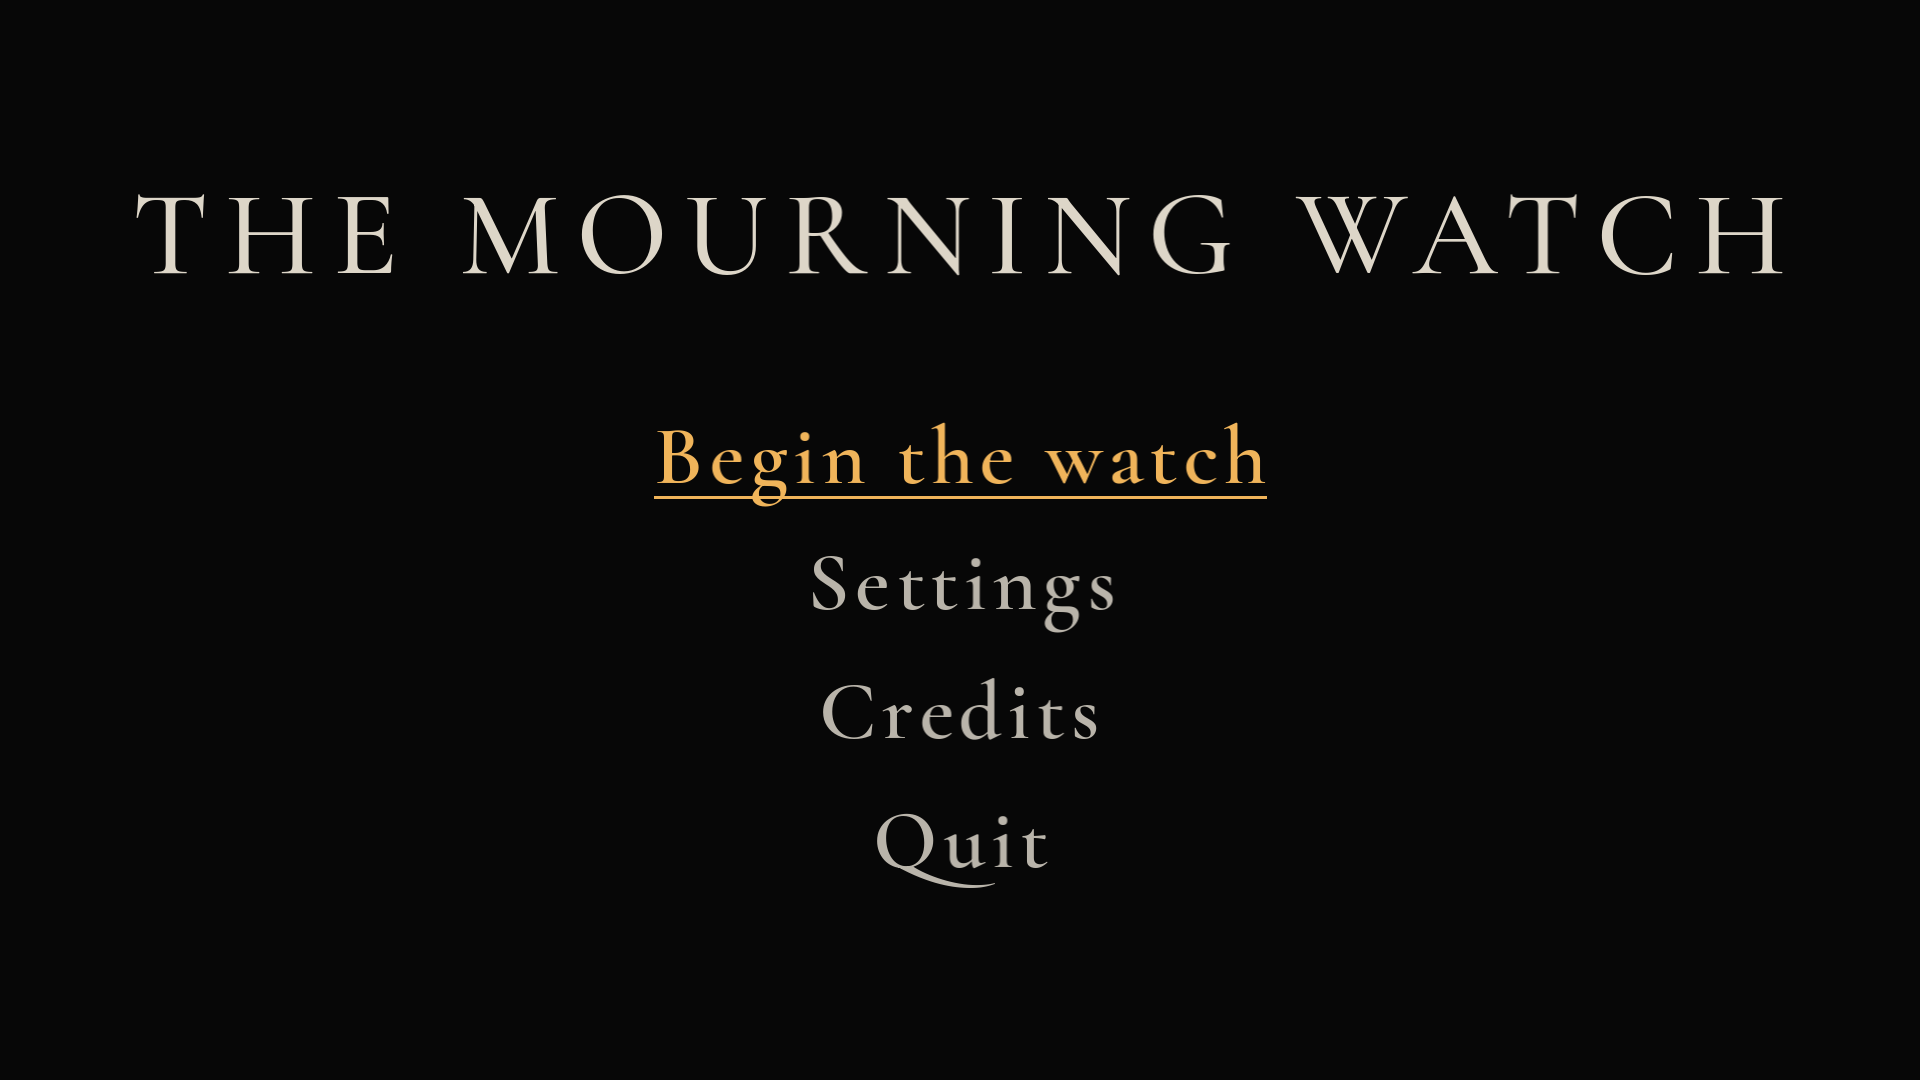 THE MOURNING WATCH
Begin the watch
Settings
Credits
Quit